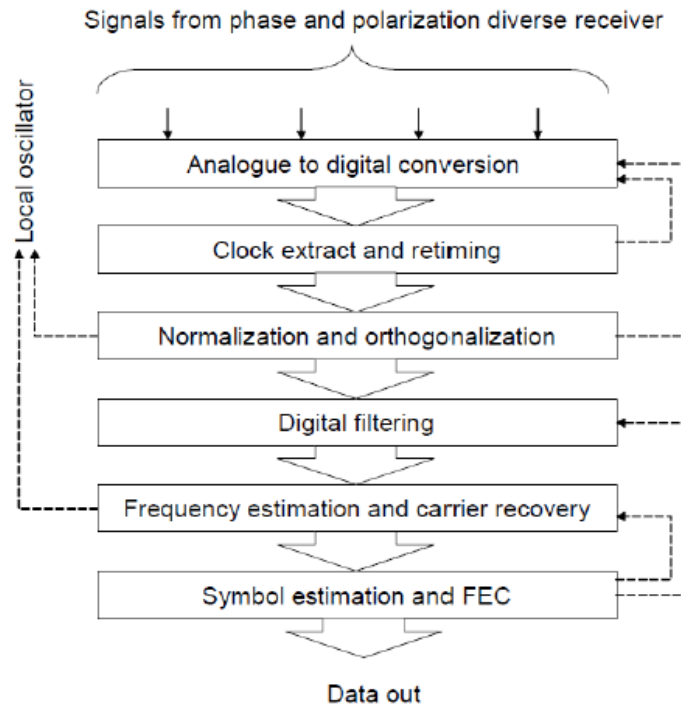 Signals from phase and polarization diverse receiver
Local oscillator
Analogue to digital conversion
Clock extract and retiming
Normalization and orthogonalization
Digital filtering
Frequency estimation and carrier recovery
Symbol estimation and FEC
Data out